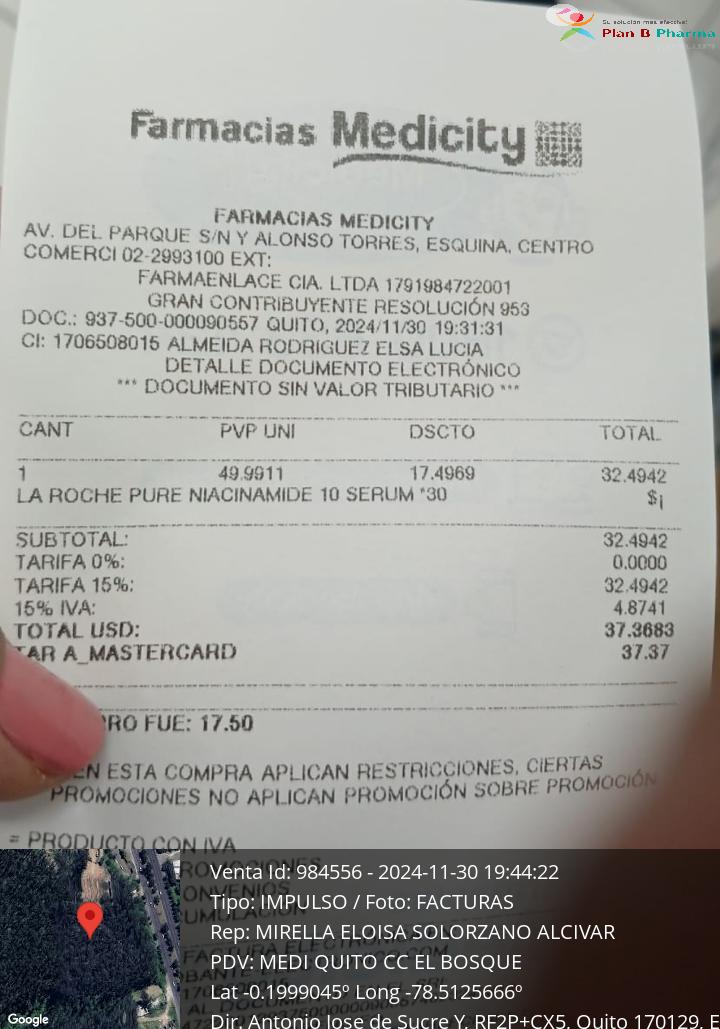 Su solución mas efectiva!
Plan B Pharma
Farmacias Medicity
FARMACIAS MEDICITY
AV. DEL PARQUE S/N Y ALONSO TORRES, ESQUINA, CENTRO
COMERCI 02-2993100 EXT:
FARMAENLACE CIA. LTDA 1791984722001
GRAN CONTRIBUYENTE RESOLUCIÓN 953
DOC.: 937-500-000090557 QUITO, 2024/11/30 19:31:31
CI: 1706508015 ALMEIDA RODRIGUEZ ELSA LUCIA
DETALLE DOCUMENTO ELECTRÓNICO
*** DOCUMENTO SIN VALOR TRIBUTARIO ***
CANT PVP UNI DSCTO TOTAL
1 49.9911 17.4969 32.4942
LA ROCHE PURE NIACINAMIDE 10 SERUM *30 $¡
SUBTOTAL: 32.4942
TARIFA 0%: 0.0000
TARIFA 15%: 32.4942
15% IVA: 4.8741
TOTAL USD: 37.3683
TAR A_MASTERCARD 37.37
RO FUE: 17.50
EN ESTA COMPRA APLICAN RESTRICCIONES, CIERTAS
PROMOCIONES NO APLICAN PROMOCIÓN SOBRE PROMOCIÓN
= PRODUCTO CON IVA
Venta Id: 984556 - 2024-11-30 19:44:22
Tipo: IMPULSO / Foto: FACTURAS
Rep: MIRELLA ELOISA SOLORZANO ALCIVAR
PDV: MEDI QUITO CC EL BOSQUE
Lat -0.1999045º Long -78.5125666º
Dir. Antonio Jose de Sucre Y, RF2P+CX5, Quito 170129, E
Google